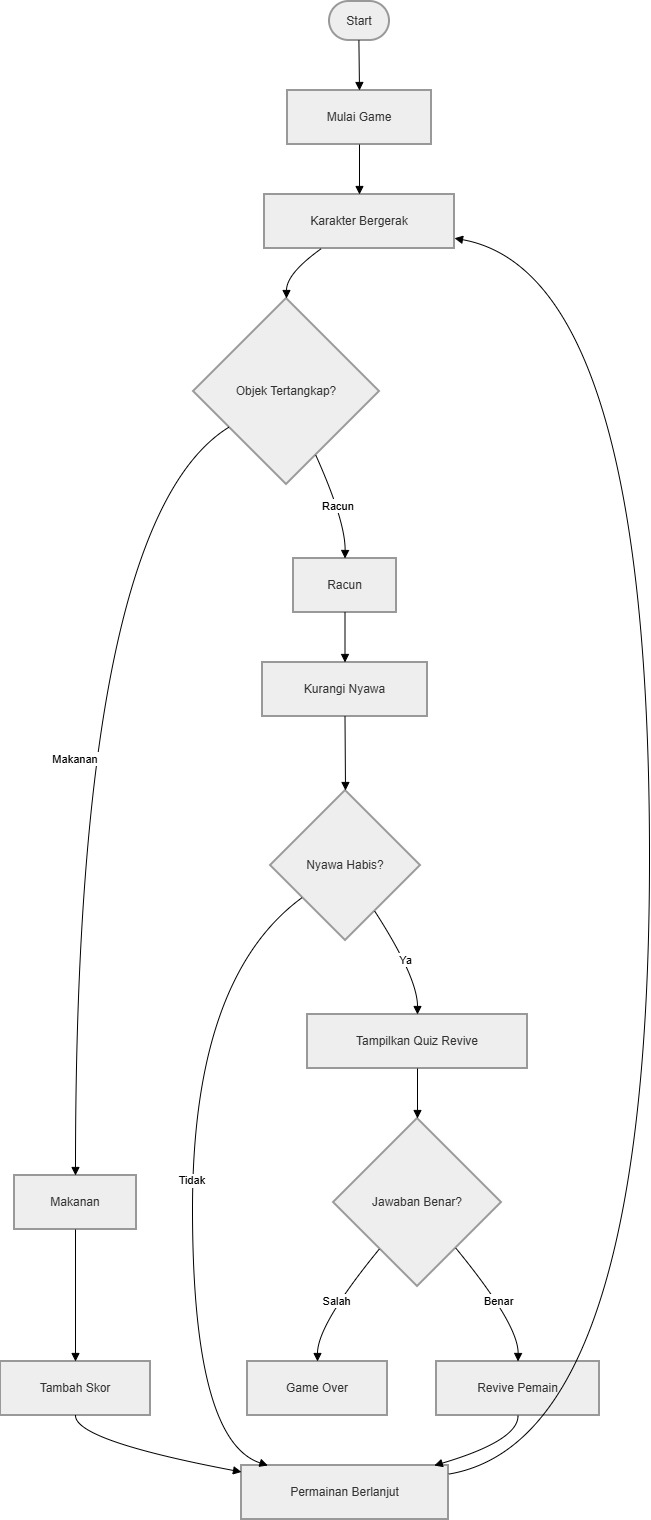 Start
Mulai Game
Karakter Bergerak
Objek Tertangkap?
Racun
Racun
Kurangi Nyawa
Makanan
Nyawa Habis?
Ya
Tampilkan Quiz Revive
Tidak
Makanan
Jawaban Benar?
Salah
Benar
Tambah Skor
Game Over
Revive Pemain
Permainan Berlanjut